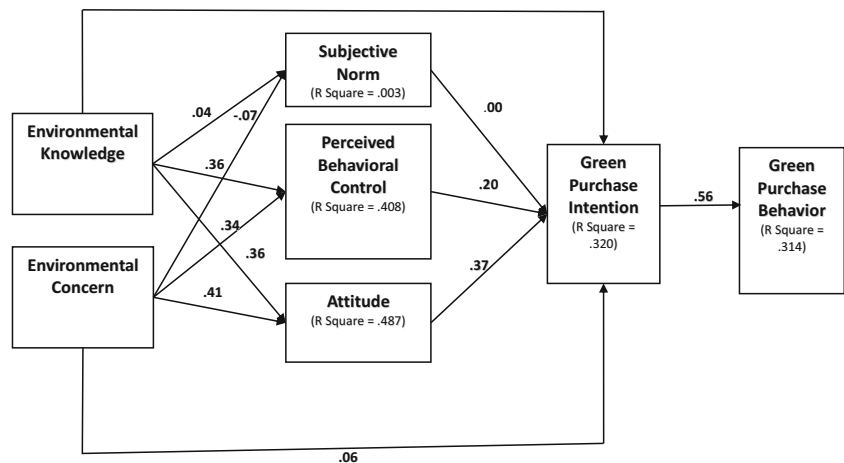 Subjective
Norm
(R Square = .003)
.04
-.07
.00
Environmental
Knowledge
Perceived
Behavioral
Control
(R Square = .408)
Green
Purchase
Intention
(R Square =
.320)
Green
Purchase
Behavior
(R Square =
.314)
.36
.20
.56
.34
.36
.37
Environmental
Concern
.41
Attitude
(R Square = .487)
.06